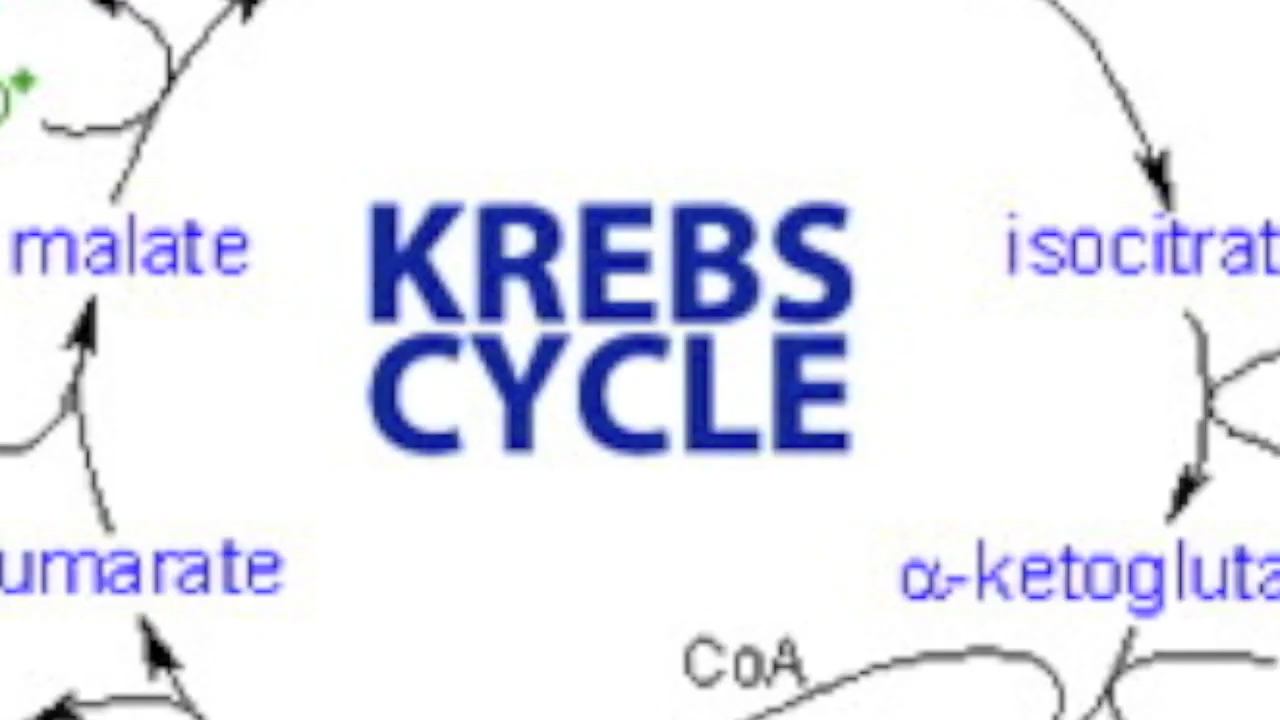 malate
KREBS
CYCLE
isocitrat
umarate
α-ketogluta
CoA